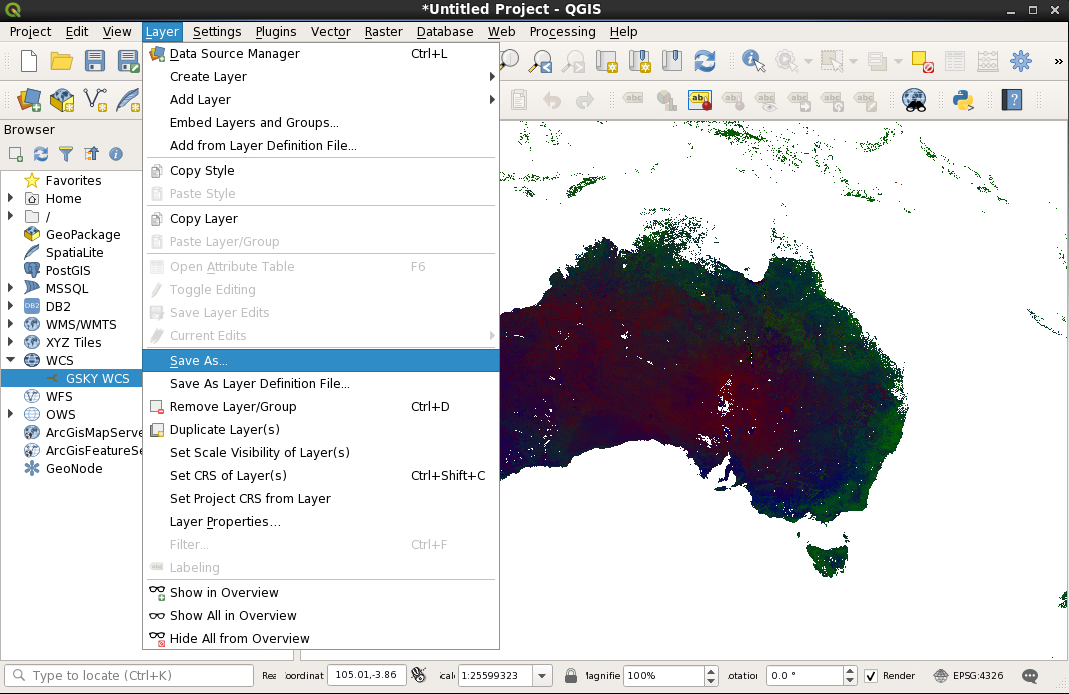 *Untitled Project - QGIS
Project Edit View Layer Settings Plugins Vector Raster Database Web Processing Help
Browser
Favorites
Home
/
GeoPackage
SpatiaLite
PostGIS
MSSQL
DB2
WMS/WMTS
XYZ Tiles
WCS
GSKY WCS
WFS
OWS
ArcGisMapServe
ArcGisFeatureSe
GeoNode
Data Source Manager Ctrl+L
Create Layer
Add Layer
Embed Layers and Groups...
Add from Layer Definition File...
Copy Style
Paste Style
Copy Layer
Paste Layer/Group
Open Attribute Table F6
Toggle Editing
Save Layer Edits
Current Edits
Save As...
Save As Layer Definition File...
Remove Layer/Group Ctrl+D
Duplicate Layer(s)
Set Scale Visibility of Layer(s)
Set CRS of Layer(s) Ctrl+Shift+C
Set Project CRS from Layer
Layer Properties...
Filter... Ctrl+F
Labeling
Show in Overview
Show All in Overview
Hide All from Overview
Type to locate (Ctrl+K) Rea oordinat 105.01,-3.86 cale 1:25599323 agnifie 100% otatio 0.0 ° Render EPSG:4326